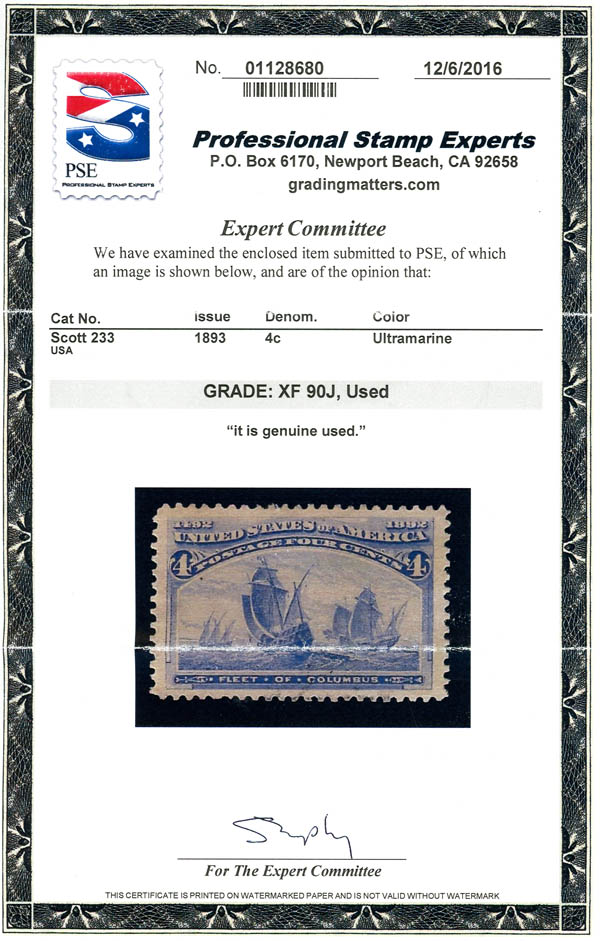 No. 01128680 12/6/2016
PSE
PROFESSIONAL STAMP EXPERTS
Professional Stamp Experts
P.O. Box 6170, Newport Beach, CA 92658
gradingmatters.com
Expert Committee
We have examined the enclosed item submitted to PSE, of which
an image is shown below, and are of the opinion that:
Cat No. Issue Denom. Color
Scott 233 1893 4c Ultramarine
USA
GRADE: XF 90J, Used
“it is genuine used.”
1492 1892
UNITED STATES OF AMERICA
4 POSTAGE FOUR CENTS 4
FLEET · OF · COLUMBUS
For The Expert Committee
THIS CERTIFICATE IS PRINTED ON WATERMARKED PAPER AND IS NOT VALID WITHOUT WATERMARK